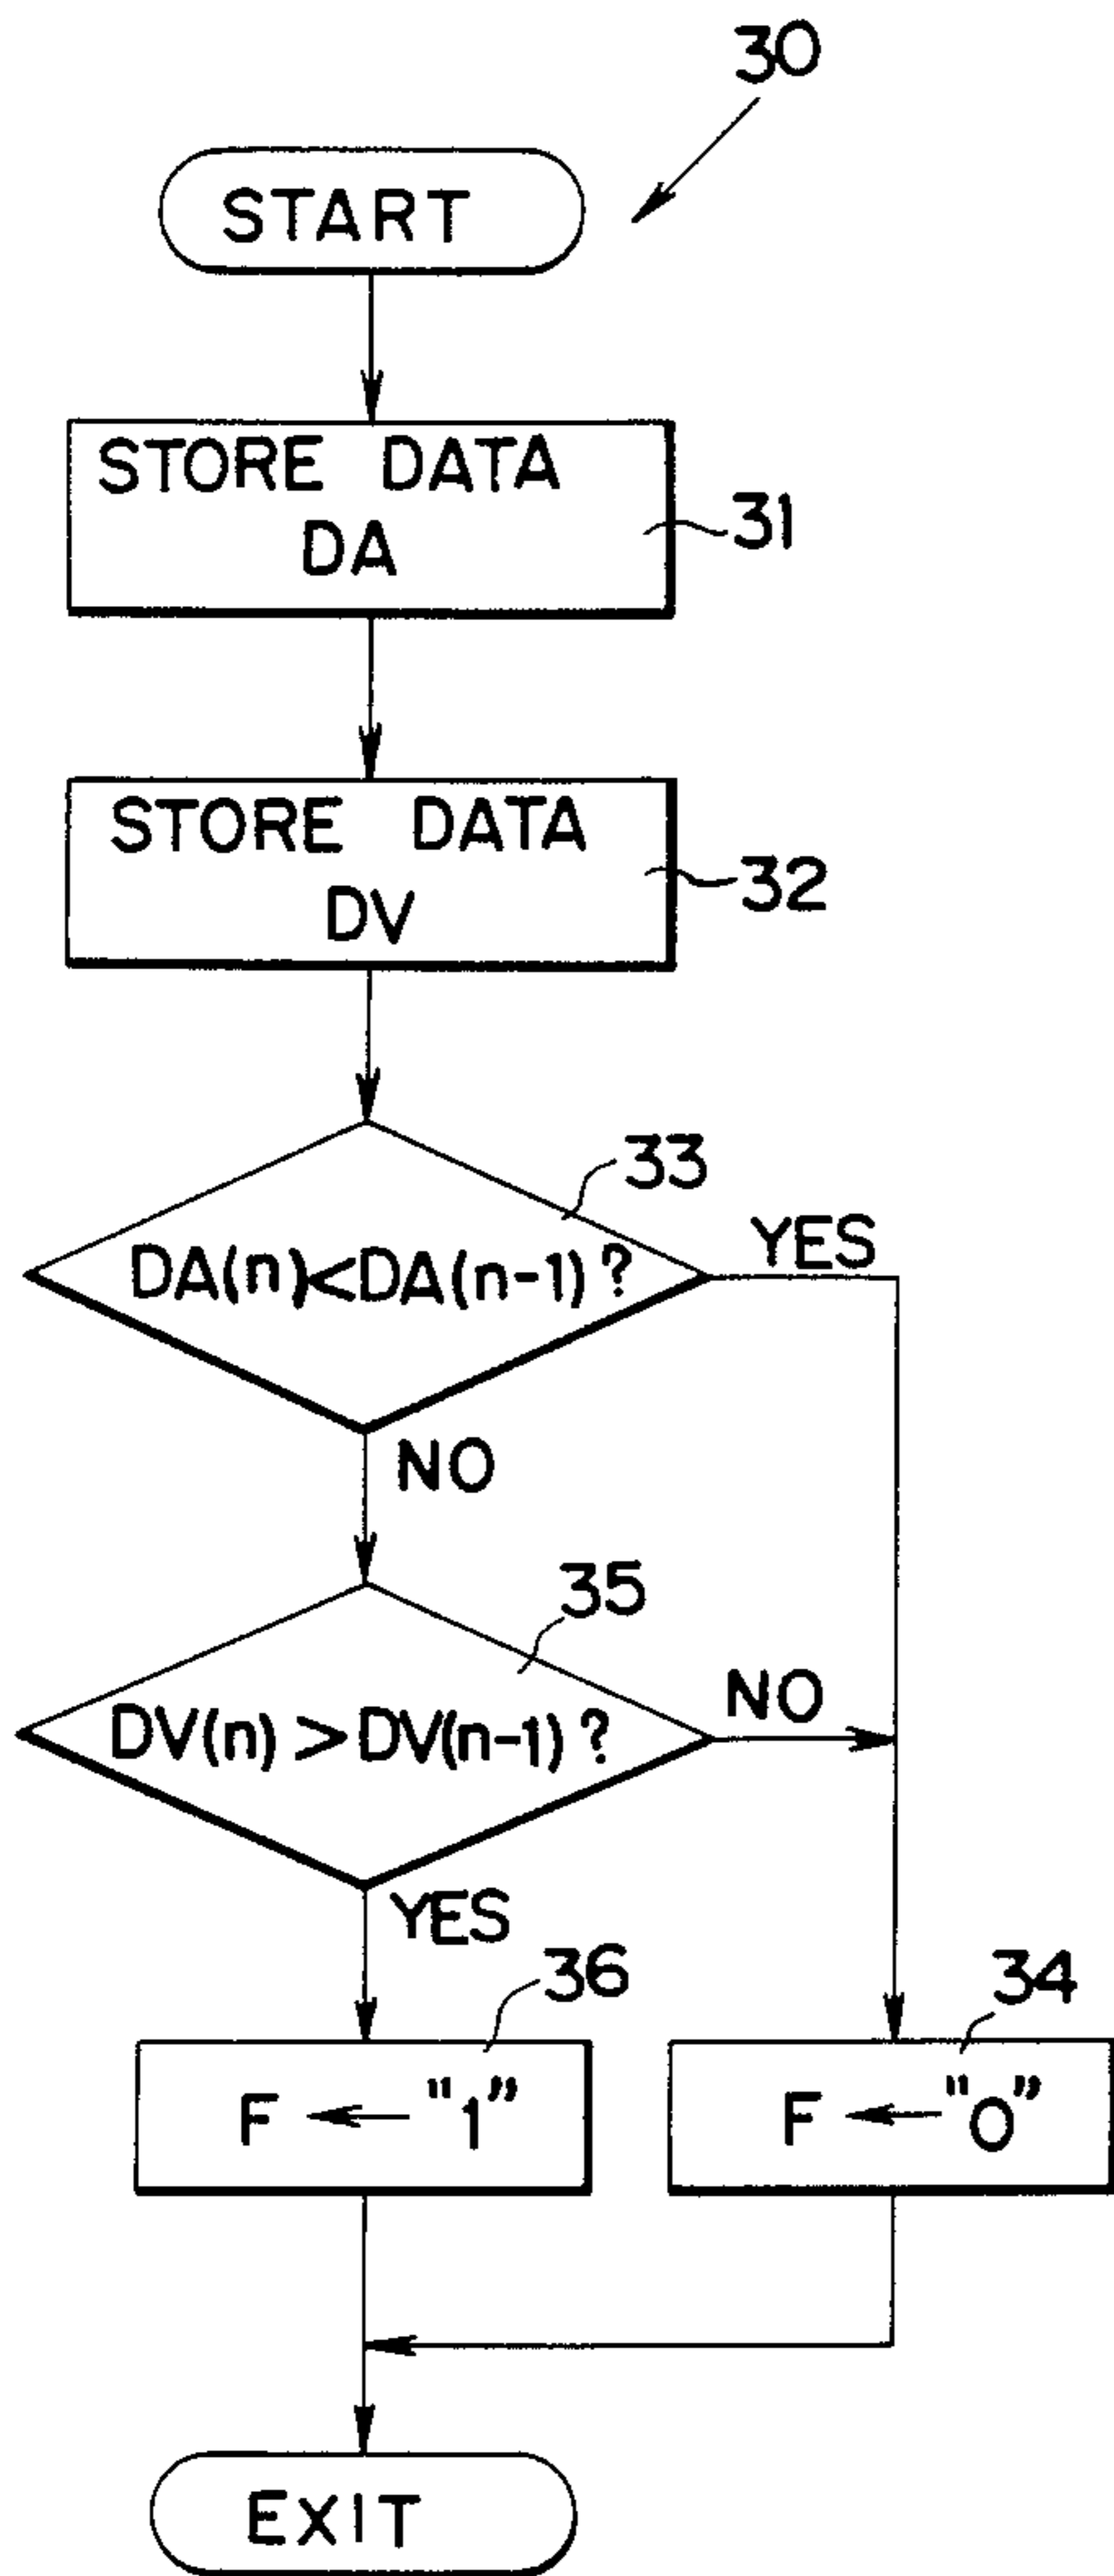 30
START
STORE DATA
DA
31
STORE DATA
DV
32
33
DA(n)<DA(n-1)?
YES
NO
35
DV(n)>DV(n-1)?
NO
YES
36
F ← "1"
34
F ← "0"
EXIT